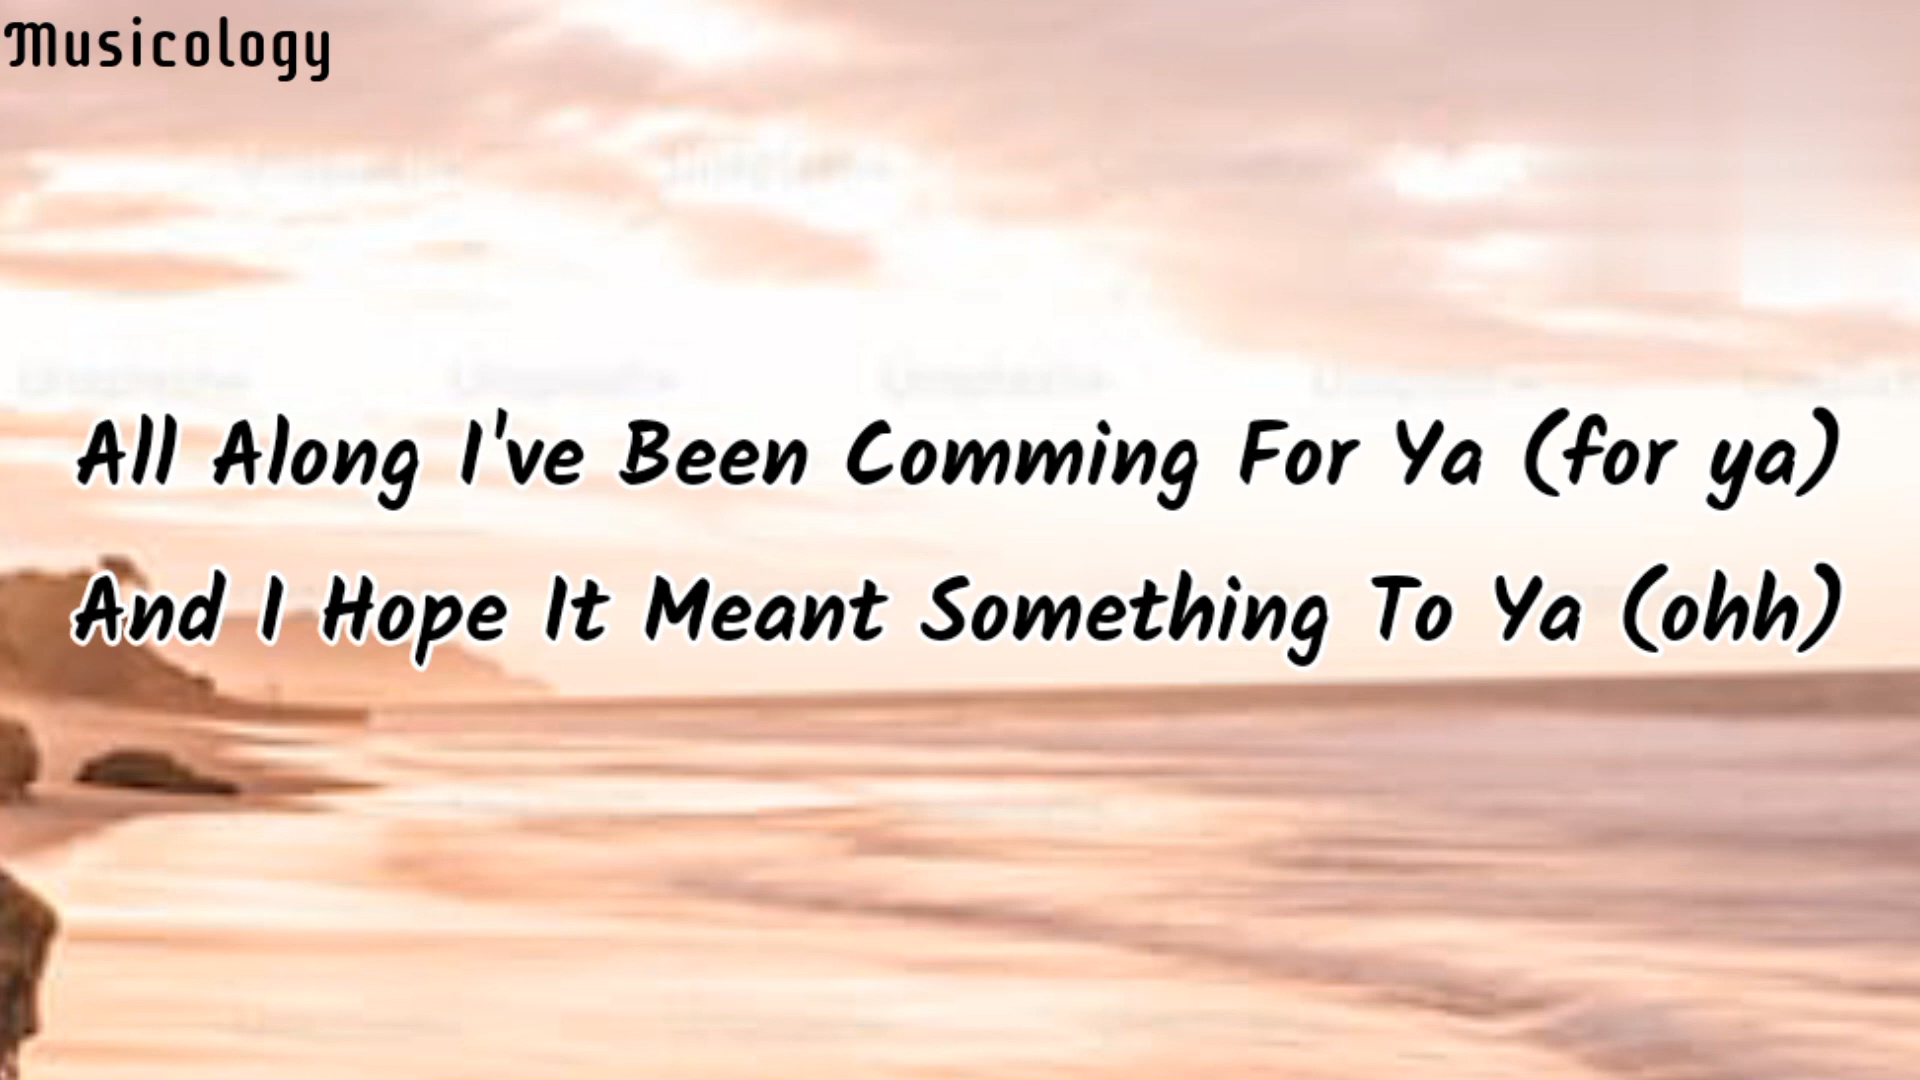 Musicology
All Along I've Been Comming For Ya (for ya)
And I Hope It Meant Something To Ya (ohh)